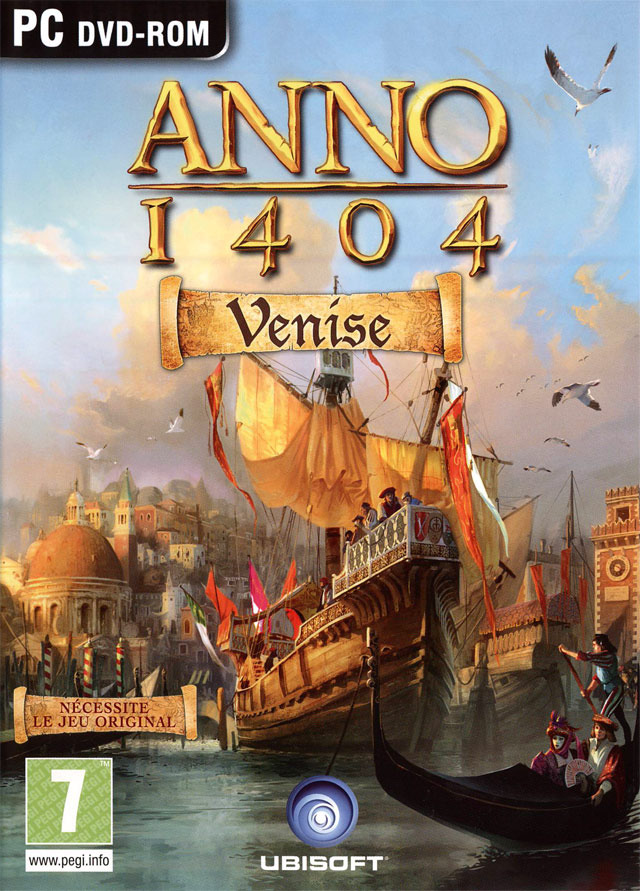 PC DVD-ROM
ANNO
1404
Venise
NÉCESSITE
LE JEU ORIGINAL
7
www.pegi.info
UBISOFT